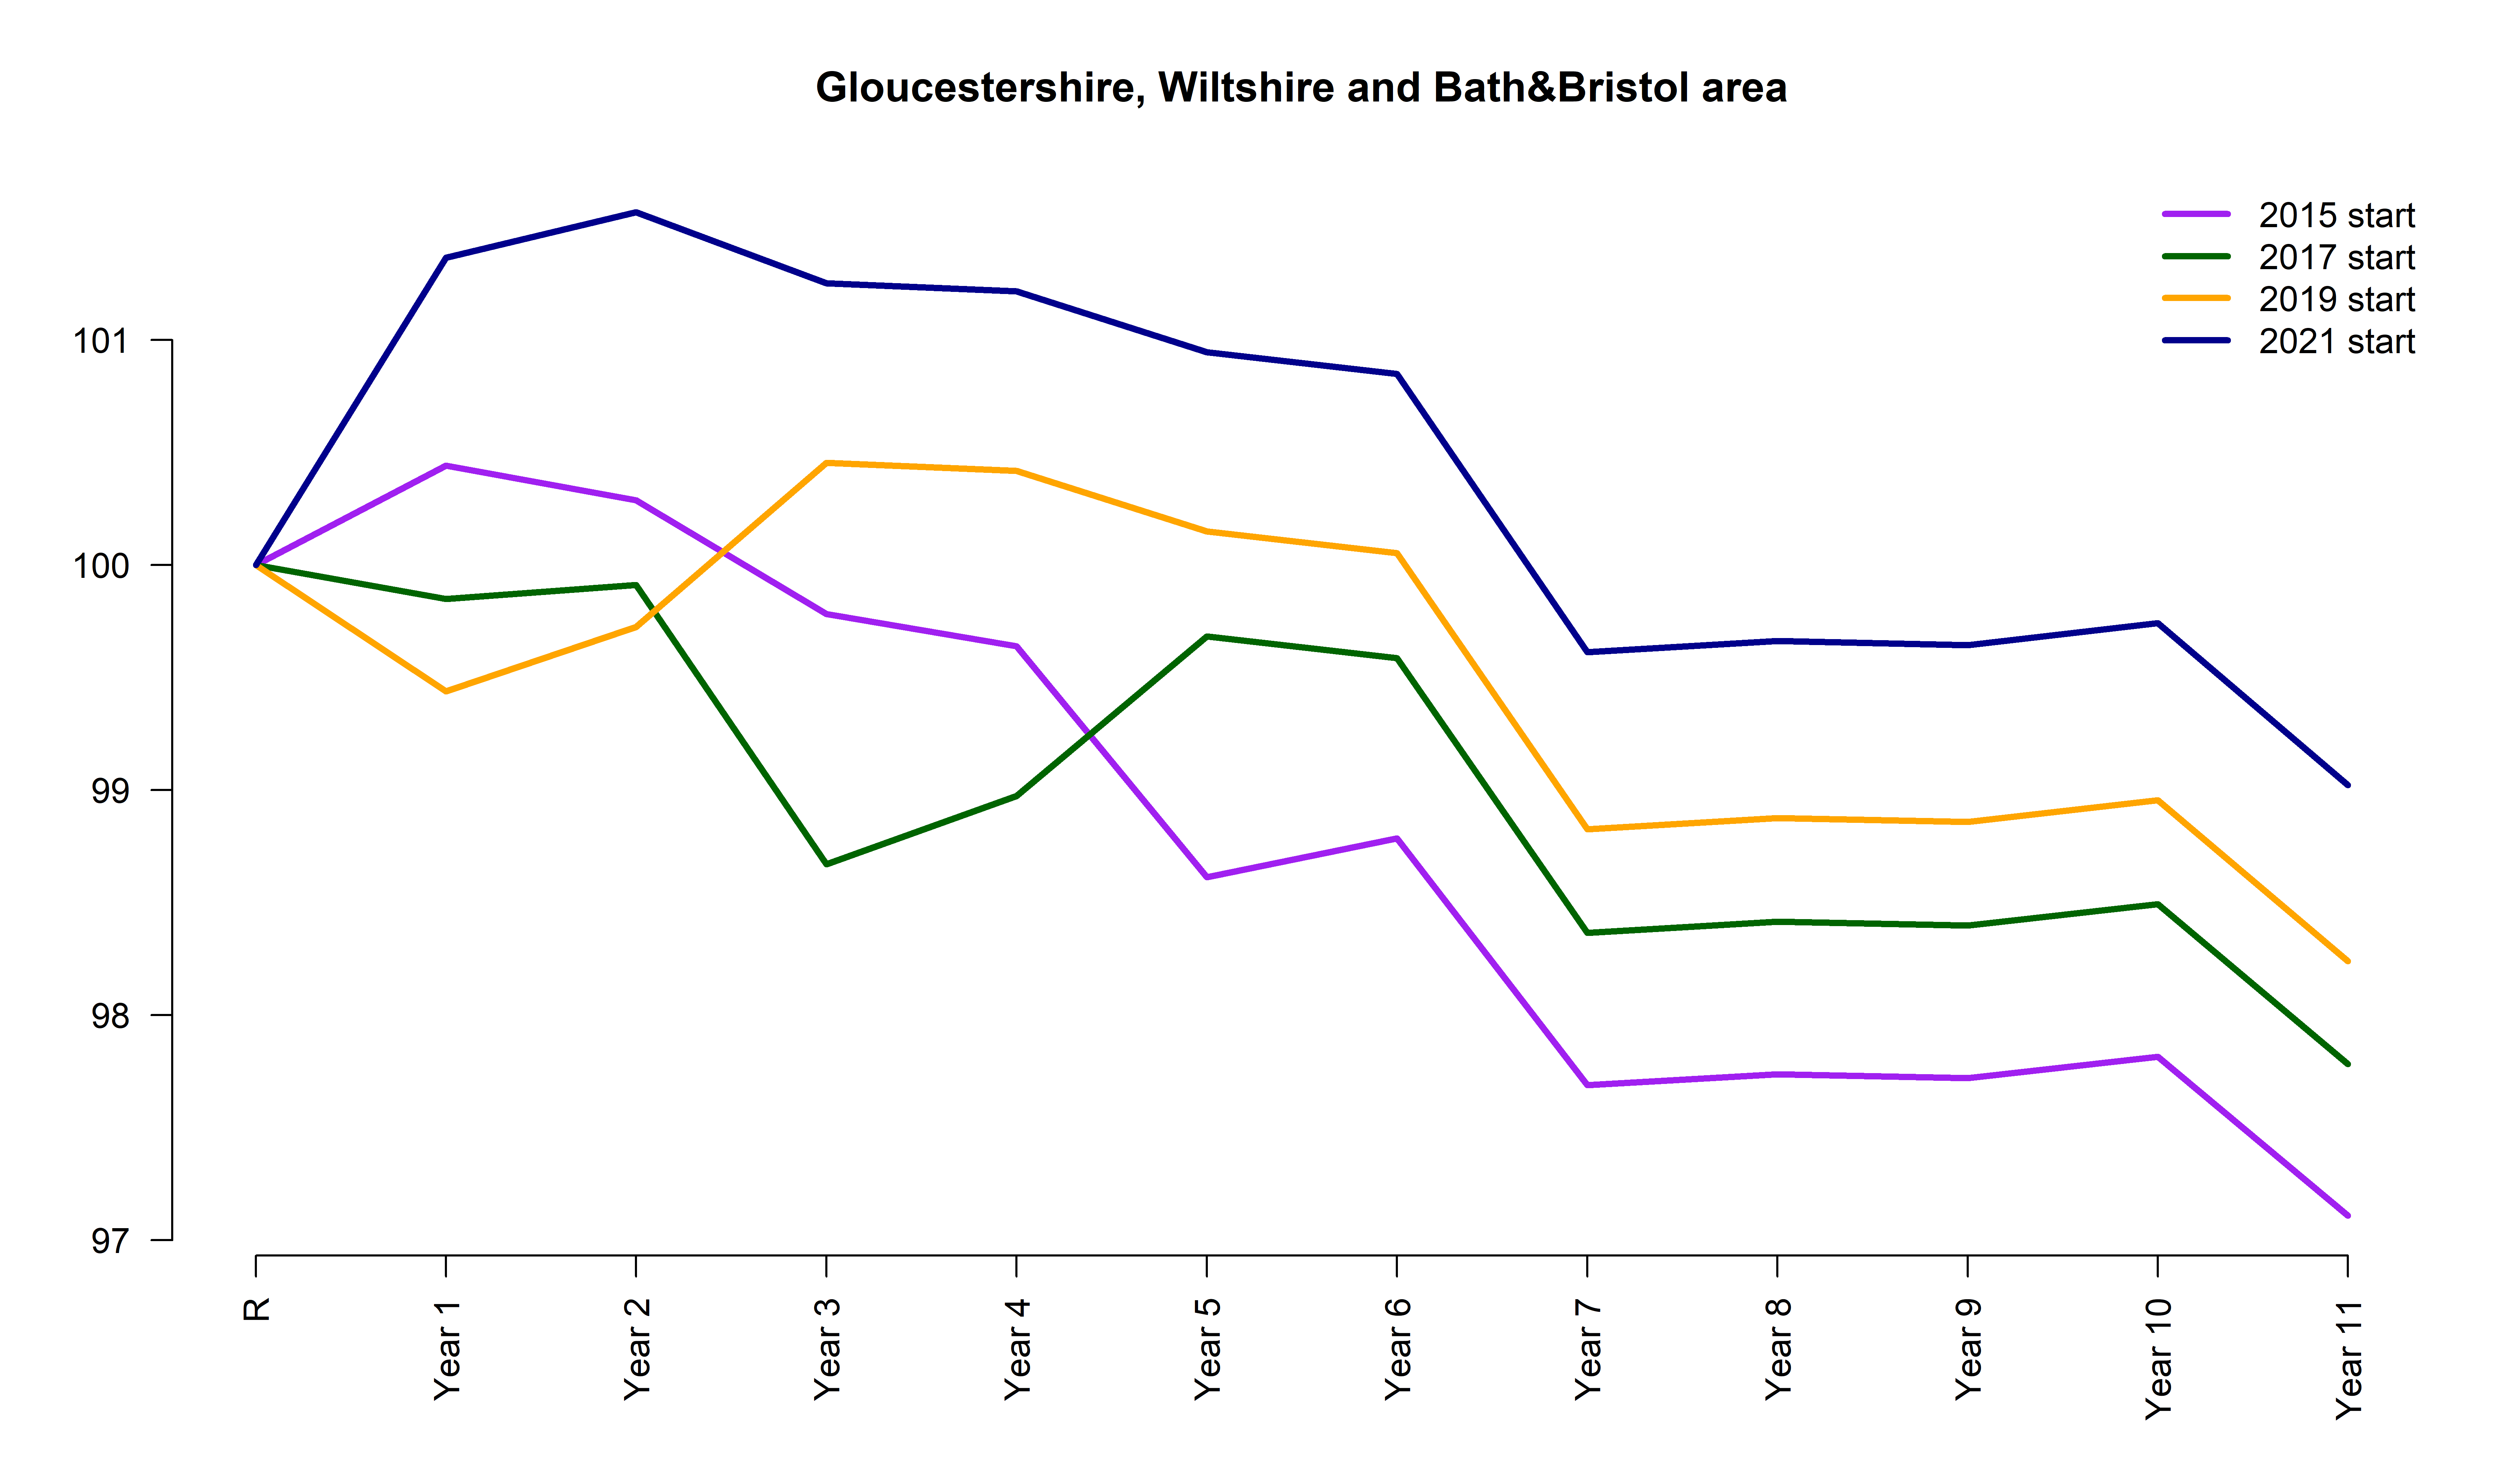 Gloucestershire, Wiltshire and Bath&Bristol area
2015 start
2017 start
2019 start
2021 start
101
100
99
98
97
R
Year 1
Year 2
Year 3
Year 4
Year 5
Year 6
Year 7
Year 8
Year 9
Year 10
Year 11